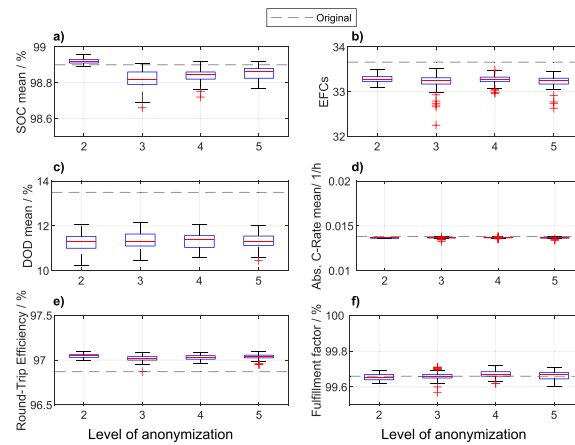 Original
a)
SOC mean / %
99
98.8
98.6
2 3 4 5
b)
EFCs
34
33
32
2 3 4 5
c)
DOD mean / %
14
12
10
2 3 4 5
d)
Abs. C-Rate mean/ 1/h
0.02
0.015
0.01
2 3 4 5
e)
Round-Trip Efficiency / %
97.5
97
96.5
2 3 4 5
Level of anonymization
f)
Fulfillment factor / %
100
99.8
99.6
99.4
2 3 4 5
Level of anonymization